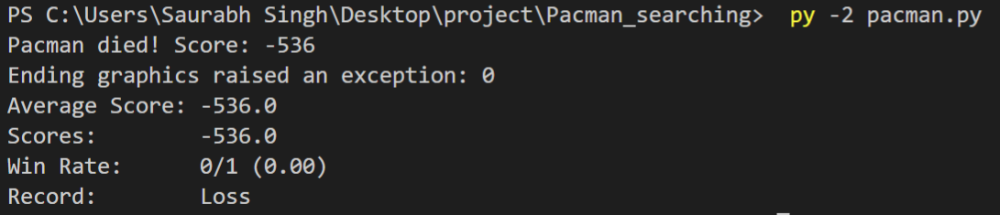 PS C:\Users\Saurabh Singh\Desktop\project\Pacman_searching>  py -2 pacman.py
Pacman died! Score: -536
Ending graphics raised an exception: 0
Average Score: -536.0
Scores:        -536.0
Win Rate:      0/1 (0.00)
Record:        Loss